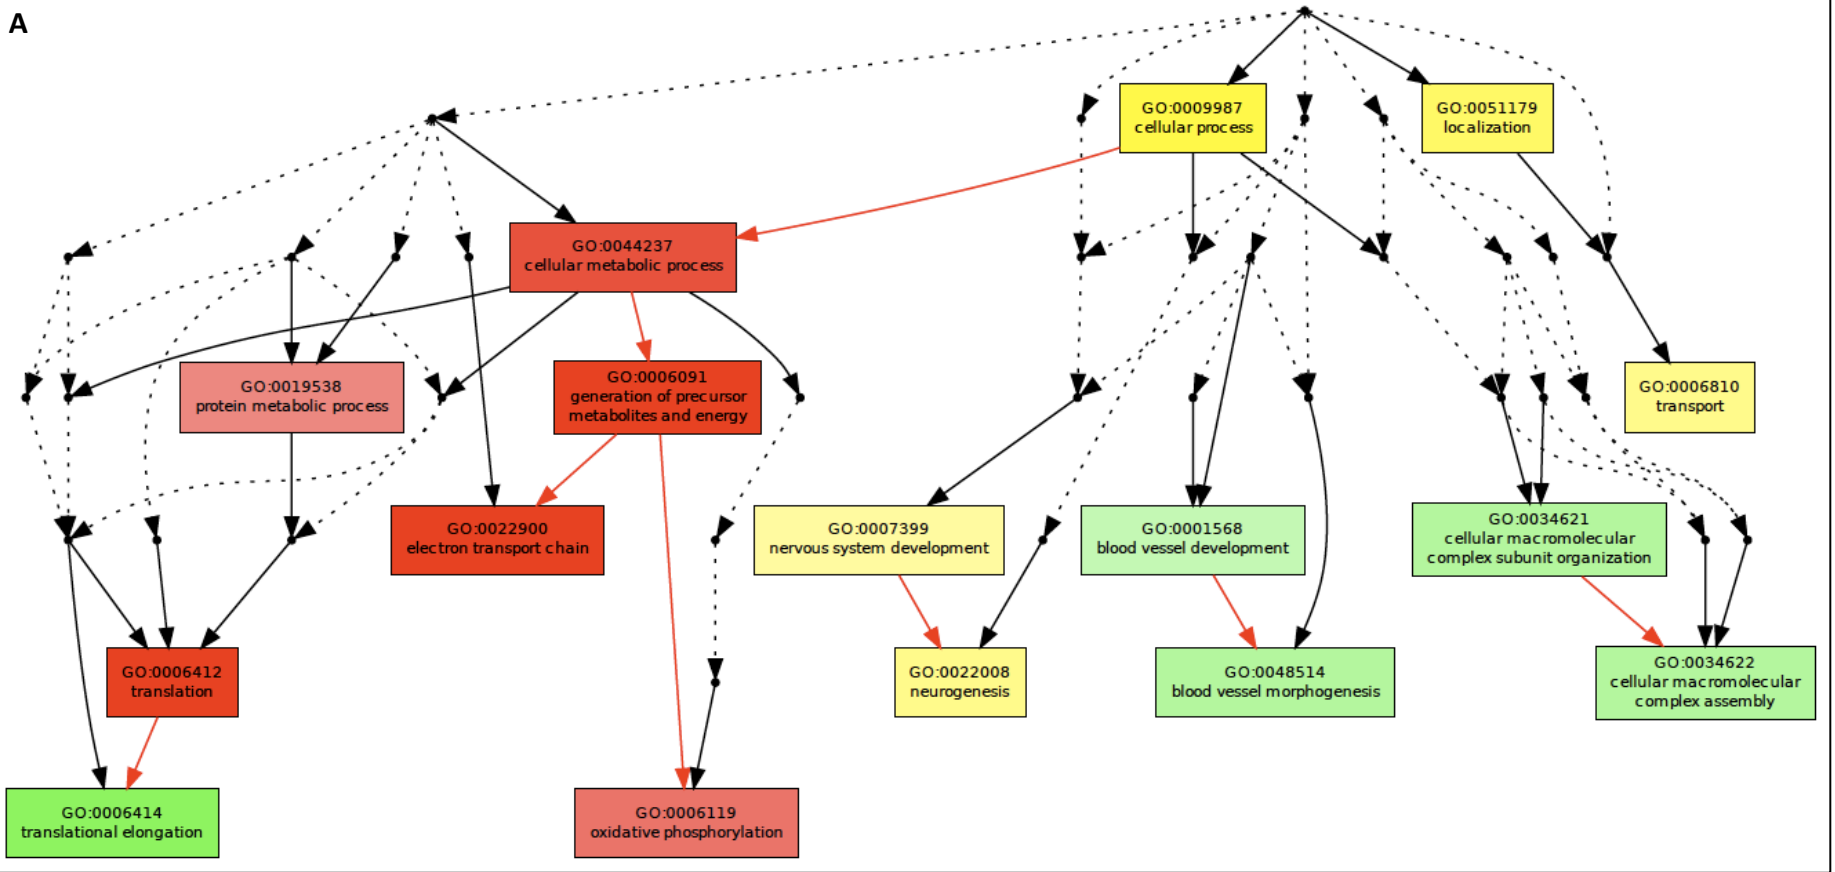 A
GO:0009987
cellular process
GO:0051179
localization
GO:0044237
cellular metabolic process
GO:0019538
protein metabolic process
GO:0006091
generation of precursor
metabolites and energy
GO:0006810
transport
GO:0022900
electron transport chain
GO:0007399
nervous system development
GO:0001568
blood vessel development
GO:0034621
cellular macromolecular
complex subunit organization
GO:0006412
translation
GO:0022008
neurogenesis
GO:0048514
blood vessel morphogenesis
GO:0034622
cellular macromolecular
complex assembly
GO:0006414
translational elongation
GO:0006119
oxidative phosphorylation